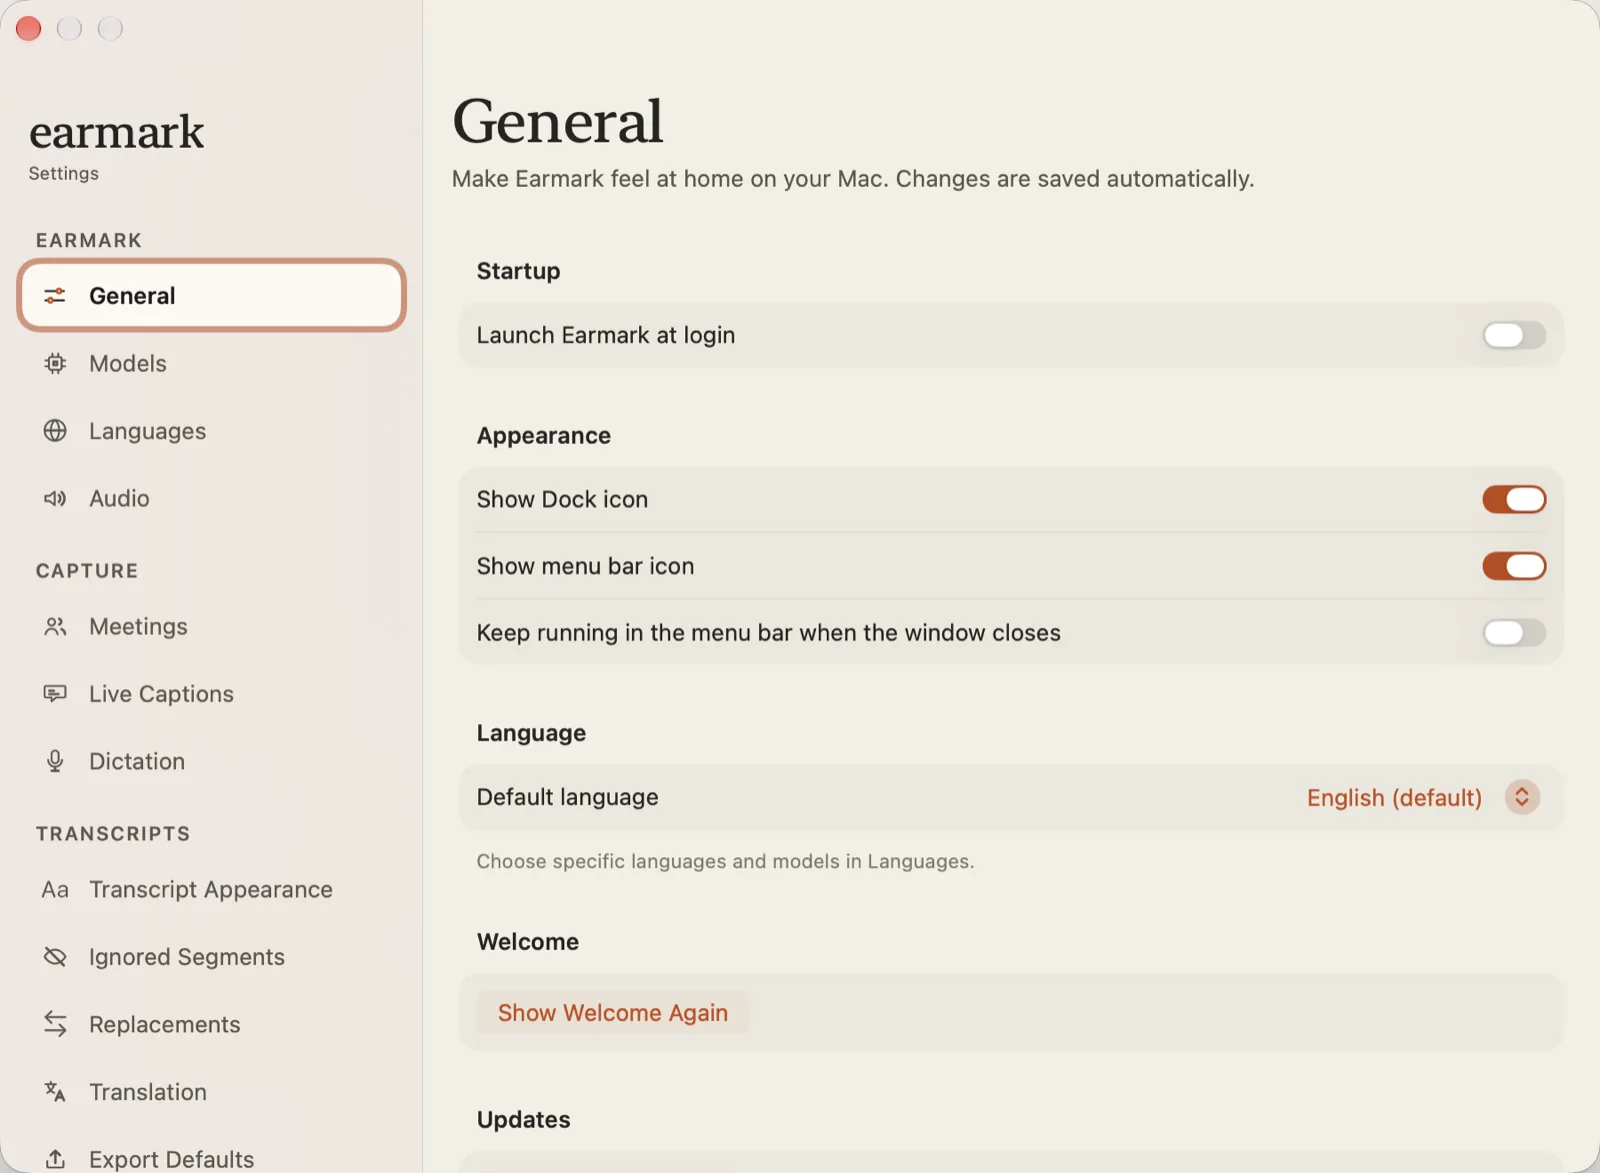 earmark
Settings
EARMARK
General
Models
Languages
Audio
CAPTURE
Meetings
Live Captions
Dictation
TRANSCRIPTS
Aa Transcript Appearance
Ignored Segments
Replacements
Translation
Export Defaults
General
Make Earmark feel at home on your Mac. Changes are saved automatically.
Startup
Launch Earmark at login
Appearance
Show Dock icon
Show menu bar icon
Keep running in the menu bar when the window closes
Language
Default language English (default)
Choose specific languages and models in Languages.
Welcome
Show Welcome Again
Updates